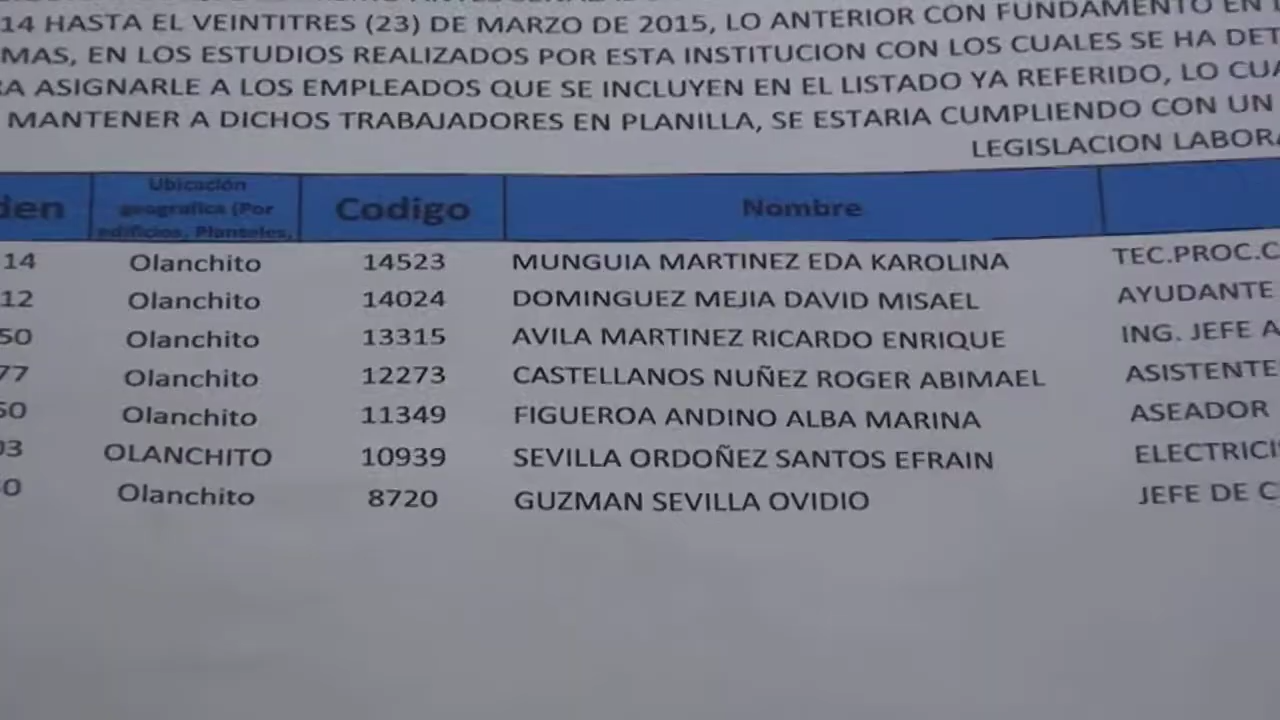 14 HASTA EL VEINTITRES (23) DE MARZO DE 2015, LO ANTERIOR CON FUNDAMENTO EN
MAS, EN LOS ESTUDIOS REALIZADOS POR ESTA INSTITUCION CON LOS CUALES SE HA DET
RA ASIGNARLE A LOS EMPLEADOS QUE SE INCLUYEN EN EL LISTADO YA REFERIDO, LO CUA
MANTENER A DICHOS TRABAJADORES EN PLANILLA, SE ESTARIA CUMPLIENDO CON UN
LEGISLACION LABORA
den Ubicación geografica (Por edificios, Planteles, Codigo Nombre
14 Olanchito 14523 MUNGUIA MARTINEZ EDA KAROLINA TEC.PROC.C
12 Olanchito 14024 DOMINGUEZ MEJIA DAVID MISAEL AYUDANTE
50 Olanchito 13315 AVILA MARTINEZ RICARDO ENRIQUE ING. JEFE A
77 Olanchito 12273 CASTELLANOS NUÑEZ ROGER ABIMAEL ASISTENTE
50 Olanchito 11349 FIGUEROA ANDINO ALBA MARINA ASEADOR
03 OLANCHITO 10939 SEVILLA ORDOÑEZ SANTOS EFRAIN ELECTRICI
0 Olanchito 8720 GUZMAN SEVILLA OVIDIO JEFE DE C